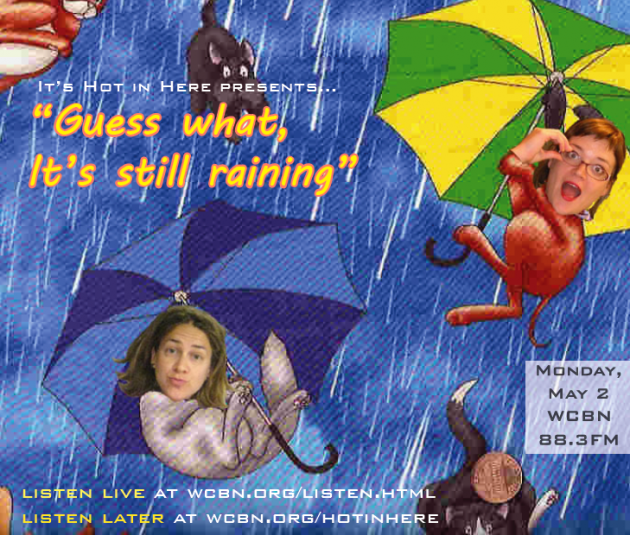 It's Hot in Here presents...
"Guess what,
It's still raining"
Monday,
May 2
WCBN
88.3FM
listen live at wcbn.org/listen.html
listen later at wcbn.org/hotinhere